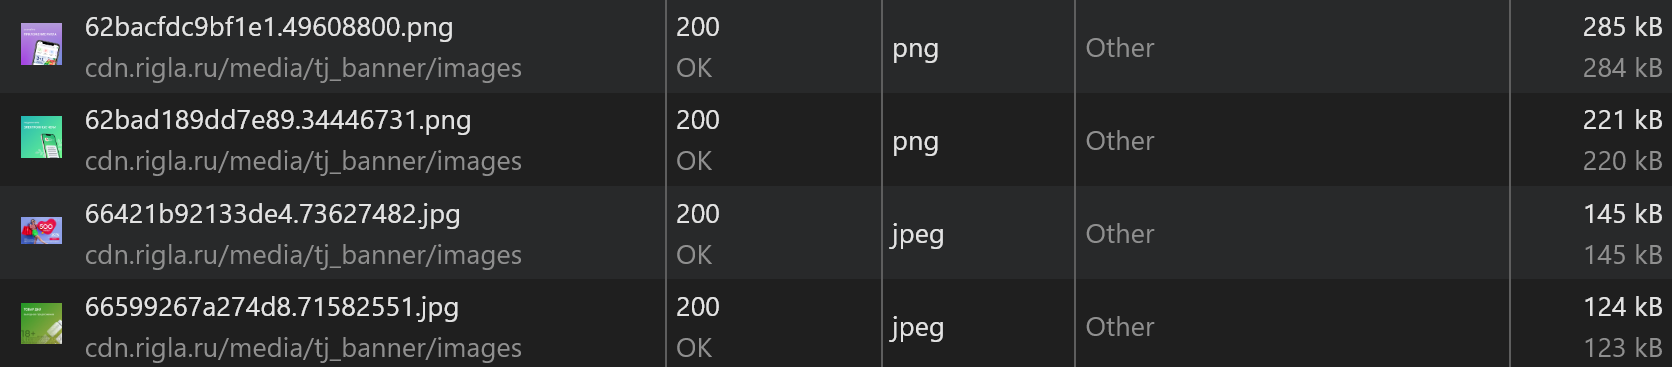 62bacfdc9bf1e1.49608800.png
cdn.rigla.ru/media/tj_banner/images
200
OK
png
Other
285 kB
284 kB
62bad189dd7e89.34446731.png
cdn.rigla.ru/media/tj_banner/images
200
OK
png
Other
221 kB
220 kB
66421b92133de4.73627482.jpg
cdn.rigla.ru/media/tj_banner/images
200
OK
jpeg
Other
145 kB
145 kB
66599267a274d8.71582551.jpg
cdn.rigla.ru/media/tj_banner/images
200
OK
jpeg
Other
124 kB
123 kB